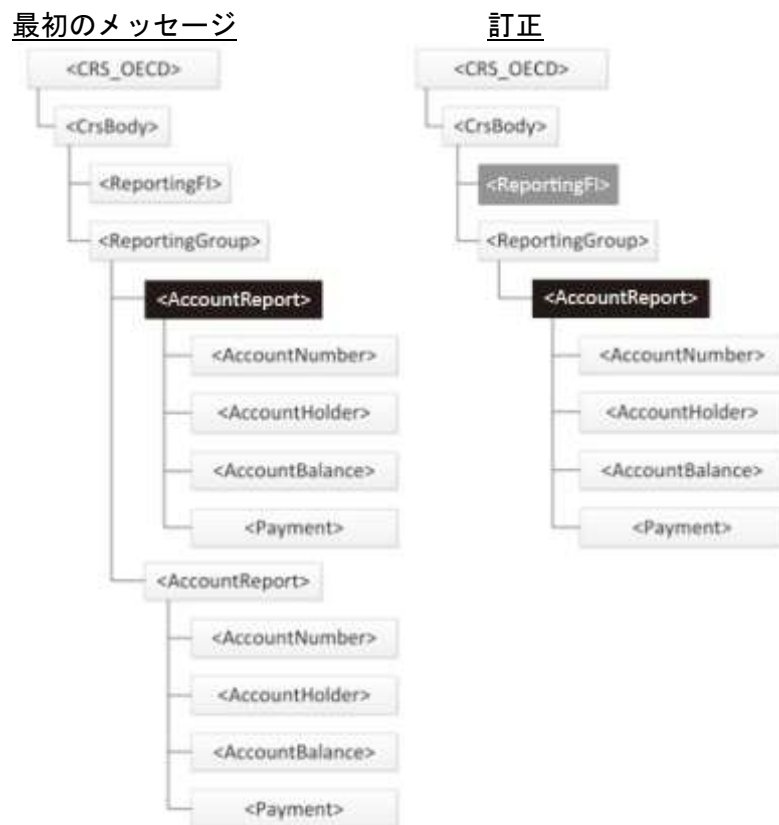 最初のメッセージ
<CRS_OECD>
<CrsBody>
<ReportingFI>
<ReportingGroup>
<AccountReport>
<AccountNumber>
<AccountHolder>
<AccountBalance>
<Payment>
<AccountReport>
<AccountNumber>
<AccountHolder>
<AccountBalance>
<Payment>
訂正
<CRS_OECD>
<CrsBody>
<ReportingFI>
<ReportingGroup>
<AccountReport>
<AccountNumber>
<AccountHolder>
<AccountBalance>
<Payment>